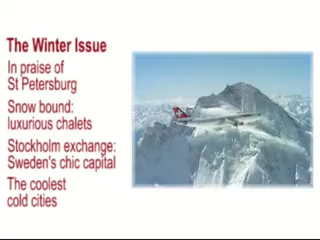 The Winter Issue
In praise of
St Petersburg
Snow bound:
luxurious chalets
Stockholm exchange:
Sweden's chic capital
The coolest
cold cities